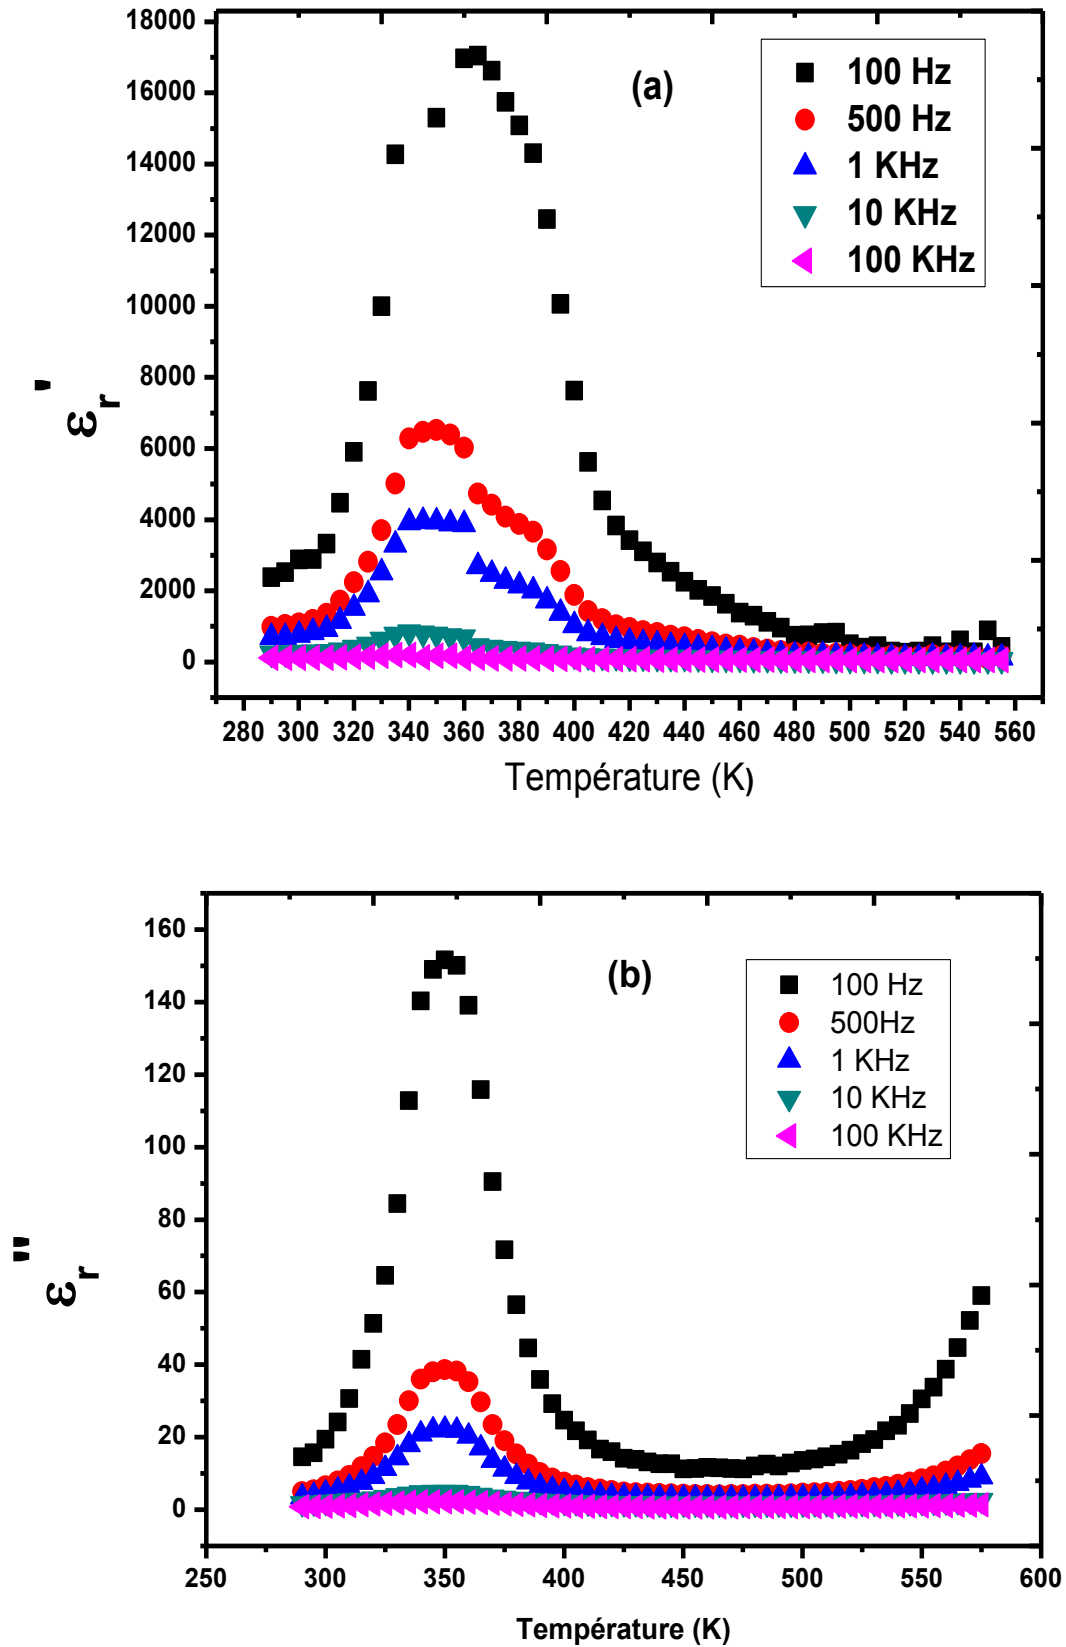 18000
16000
14000
12000
10000
8000
6000
4000
2000
0
εr'
(a)
100 Hz
500 Hz
1 KHz
10 KHz
100 KHz
280 300 320 340 360 380 400 420 440 460 480 500 520 540 560
Température (K)
160
140
120
100
80
60
40
20
0
εr''
(b)
100 Hz
500Hz
1 KHz
10 KHz
100 KHz
250 300 350 400 450 500 550 600
Température (K)